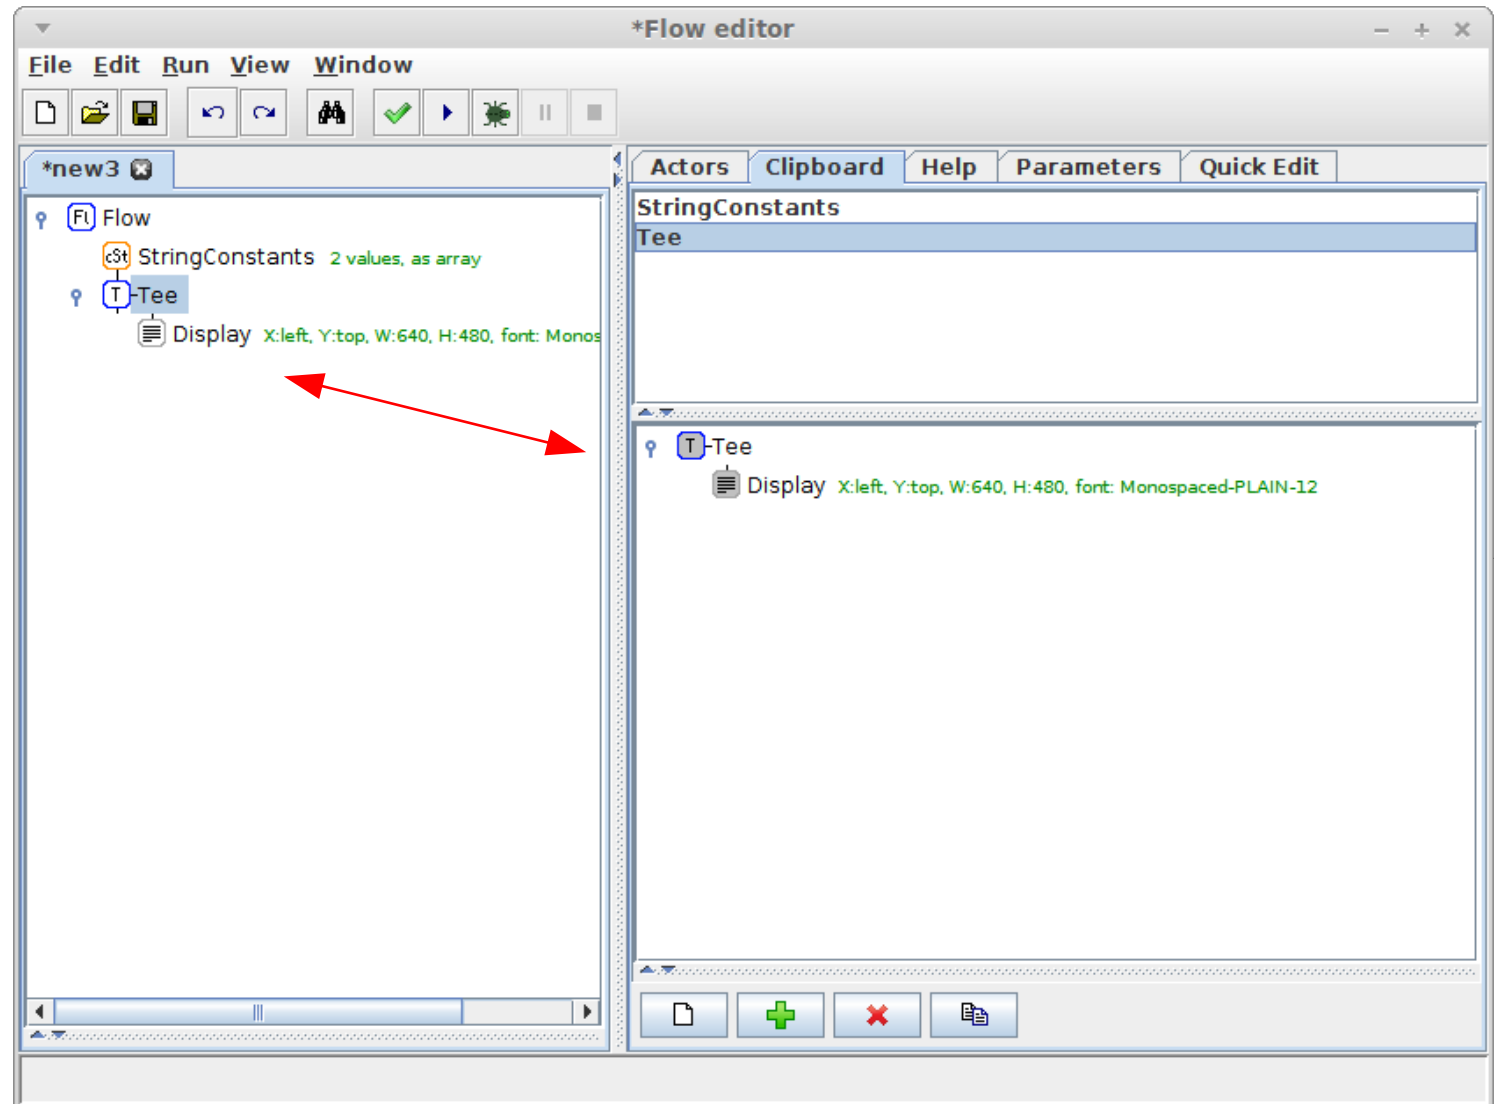 *Flow editor
File Edit Run View Window
*new3
Actors Clipboard Help Parameters Quick Edit
Fl Flow
cSt StringConstants 2 values, as array
T Tee
Display X:left, Y:top, W:640, H:480, font: Monos
StringConstants
Tee
T Tee
Display X:left, Y:top, W:640, H:480, font: Monospaced-PLAIN-12